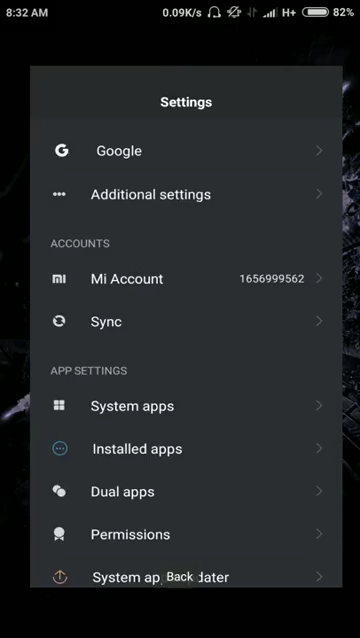 8:32 AM 0.09K/s H+ 82%
Settings
Google
Additional settings
ACCOUNTS
Mi Account 1656999562
Sync
APP SETTINGS
System apps
Installed apps
Dual apps
Permissions
System ap Back dater